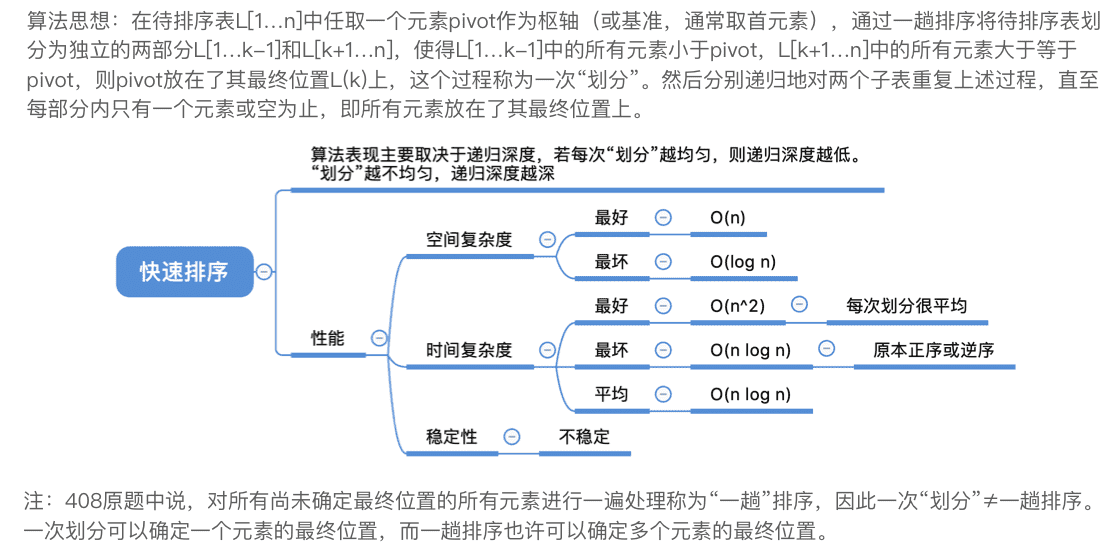 算法思想：在待排序表L[1…n]中任取一个元素pivot作为枢轴（或基准，通常取首元素），通过一趟排序将待排序表划
分为独立的两部分L[1…k−1]和L[k+1…n]，使得L[1…k−1]中的所有元素小于pivot，L[k+1…n]中的所有元素大于等于
pivot，则pivot放在了其最终位置L(k)上，这个过程称为一次“划分”。然后分别递归地对两个子表重复上述过程，直至
每部分内只有一个元素或空为止，即所有元素放在了其最终位置上。
算法表现主要取决于递归深度，若每次“划分”越均匀，则递归深度越低。
“划分”越不均匀，递归深度越深
快速排序
性能
空间复杂度
最好
O(n)
最坏
O(log n)
时间复杂度
最好
O(n^2)
每次划分很平均
最坏
O(n log n)
原本正序或逆序
平均
O(n log n)
稳定性
不稳定
注：408原题中说，对所有尚未确定最终位置的所有元素进行一遍处理称为“一趟”排序，因此一次“划分”≠一趟排序。
一次划分可以确定一个元素的最终位置，而一趟排序也许可以确定多个元素的最终位置。